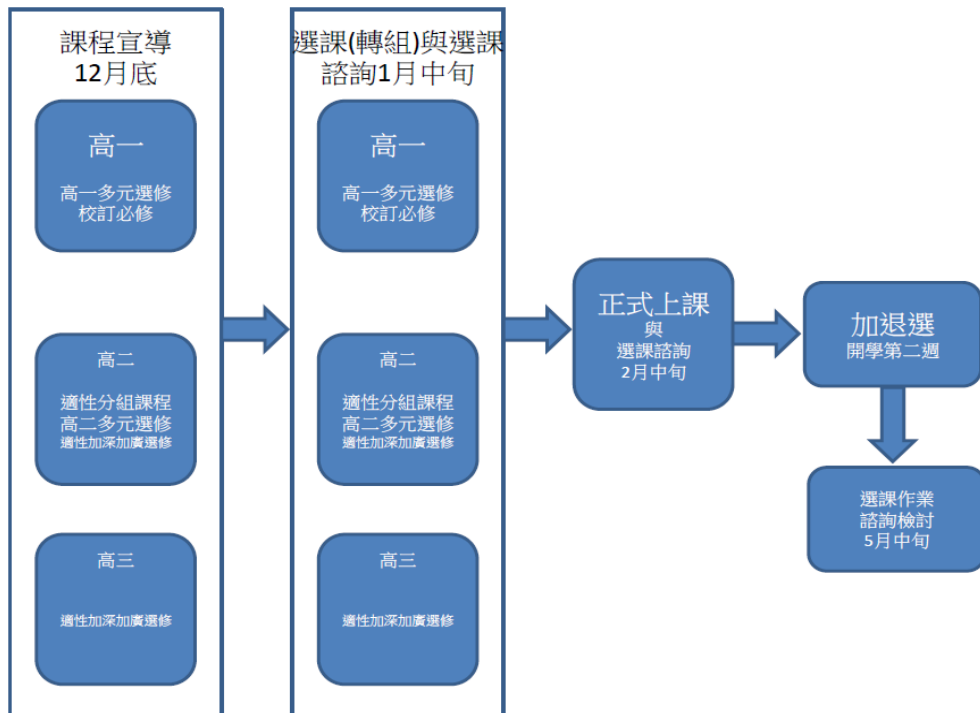 課程宣導
12月底
高一
高一多元選修
校訂必修
高二
適性分組課程
高二多元選修
適性加深加廣選修
高三
適性加深加廣選修
選課(轉組)與選課
諮詢1月中旬
高一
高一多元選修
校訂必修
高二
適性分組課程
高二多元選修
適性加深加廣選修
高三
適性加深加廣選修
正式上課
與
選課諮詢
2月中旬
加退選
開學第二週
選課作業
諮詢檢討
5月中旬